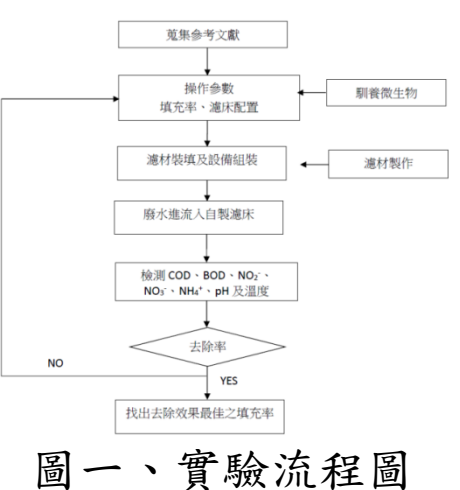 蒐集參考文獻
操作參數
填充率、濾床配置
馴養微生物
濾材裝填及設備組裝
濾材製作
廢水進流入自製濾床
檢測 COD、BOD、NO₂⁻、
NO₃⁻、NH₄⁺、pH 及溫度
去除率
NO
YES
找出去除效果最佳之填充率
圖一、實驗流程圖